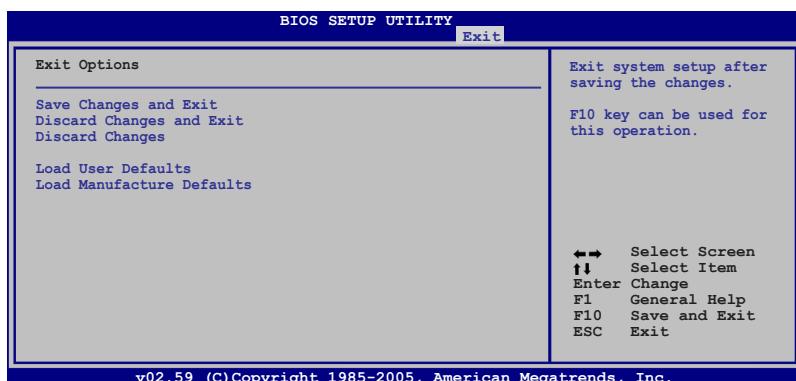 BIOS SETUP UTILITY
Exit
Exit Options
Save Changes and Exit
Discard Changes and Exit
Discard Changes
Load User Defaults
Load Manufacture Defaults
Exit system setup after
saving the changes.
F10 key can be used for
this operation.
←→ Select Screen
↑↓ Select Item
Enter Change
F1 General Help
F10 Save and Exit
ESC Exit
v02.59 (C)Copyright 1985-2005, American Megatrends, Inc.